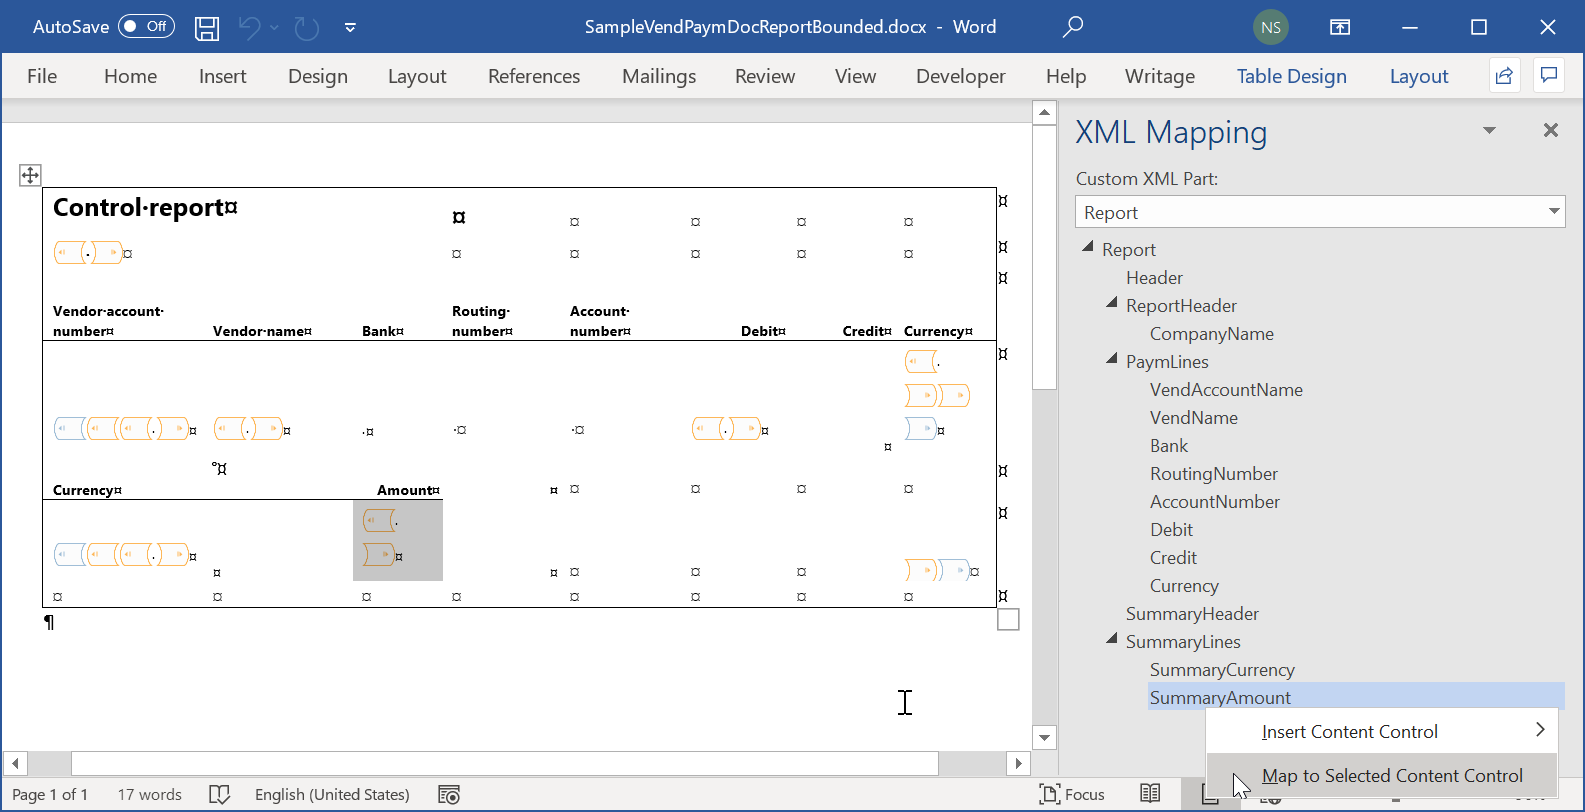 AutoSave Off SampleVendPaymDocReportBounded.docx - Word NS
File Home Insert Design Layout References Mailings Review View Developer Help Writage Table Design Layout
XML Mapping
Custom XML Part:
Report
Control·report¤ ¤ ¤ ¤ ¤ ¤ ¤
Vendor·account· Routing· Account·
number¤ Vendor·name¤ Bank¤ number¤ number¤ Debit¤ Credit¤ Currency¤
Currency¤ Amount¤
¶
Report
Header
ReportHeader
CompanyName
PaymLines
VendAccountName
VendName
Bank
RoutingNumber
AccountNumber
Debit
Credit
Currency
SummaryHeader
SummaryLines
SummaryCurrency
SummaryAmount
Insert Content Control
Map to Selected Content Control
Page 1 of 1 17 words English (United States) Focus